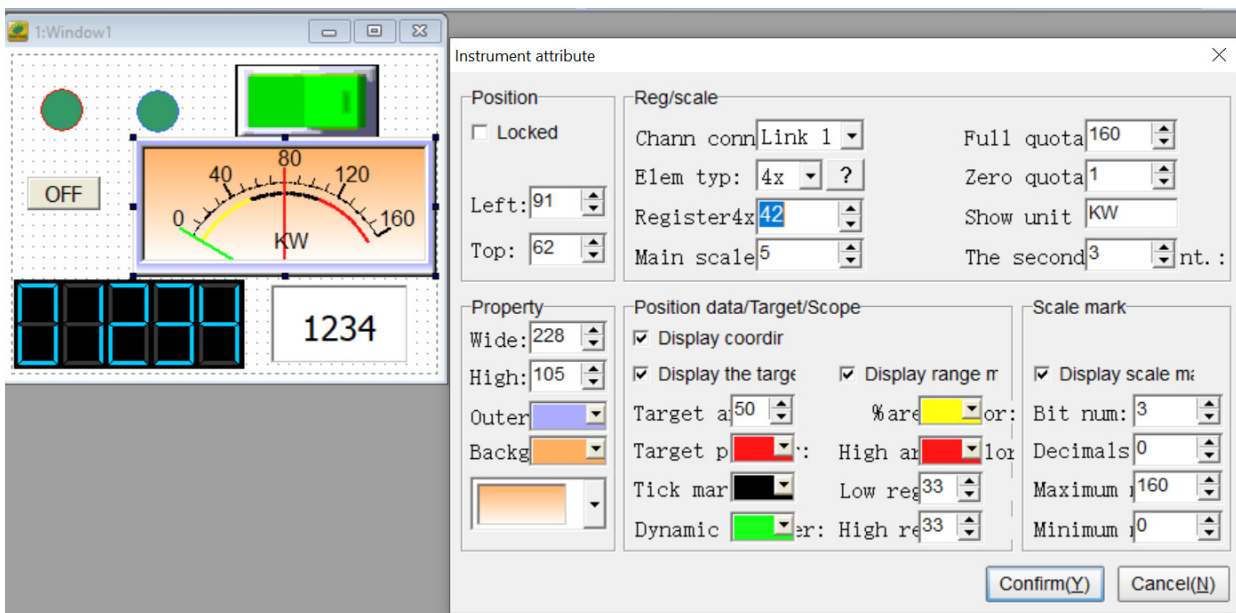 1:Window1
80
40 120
0 160
KW
OFF
01234
1234
Instrument attribute
Position
Locked
Left: 91
Top: 62
Reg/scale
Chann conn Link 1
Elem typ: 4x ?
Register4x 42
Main scale 5
Full quota 160
Zero quota 1
Show unit KW
The second 3 nt.:
Property
Wide: 228
High: 105
Outer
Backg
Position data/Target/Scope
Display coordir
Display the targe
Display range m
Target a 50
%are or:
Target p :
High ar lor
Tick mar
Low reg 33
Dynamic er:
High re 33
Scale mark
Display scale ma
Bit num: 3
Decimals 0
Maximum 160
Minimum 0
Confirm(Y)
Cancel(N)